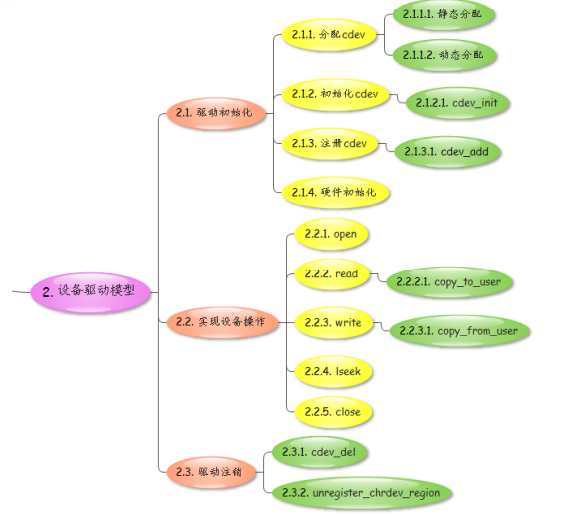 2. 设备驱动模型
2.1. 驱动初始化
2.1.1. 分配cdev
2.1.1.1. 静态分配
2.1.1.2. 动态分配
2.1.2. 初始化cdev
2.1.2.1. cdev_init
2.1.3. 注册cdev
2.1.3.1. cdev_add
2.1.4. 硬件初始化
2.2. 实现设备操作
2.2.1. open
2.2.2. read
2.2.2.1. copy_to_user
2.2.3. write
2.2.3.1. copy_from_user
2.2.4. lseek
2.2.5. close
2.3. 驱动注销
2.3.1. cdev_del
2.3.2. unregister_chrdev_region